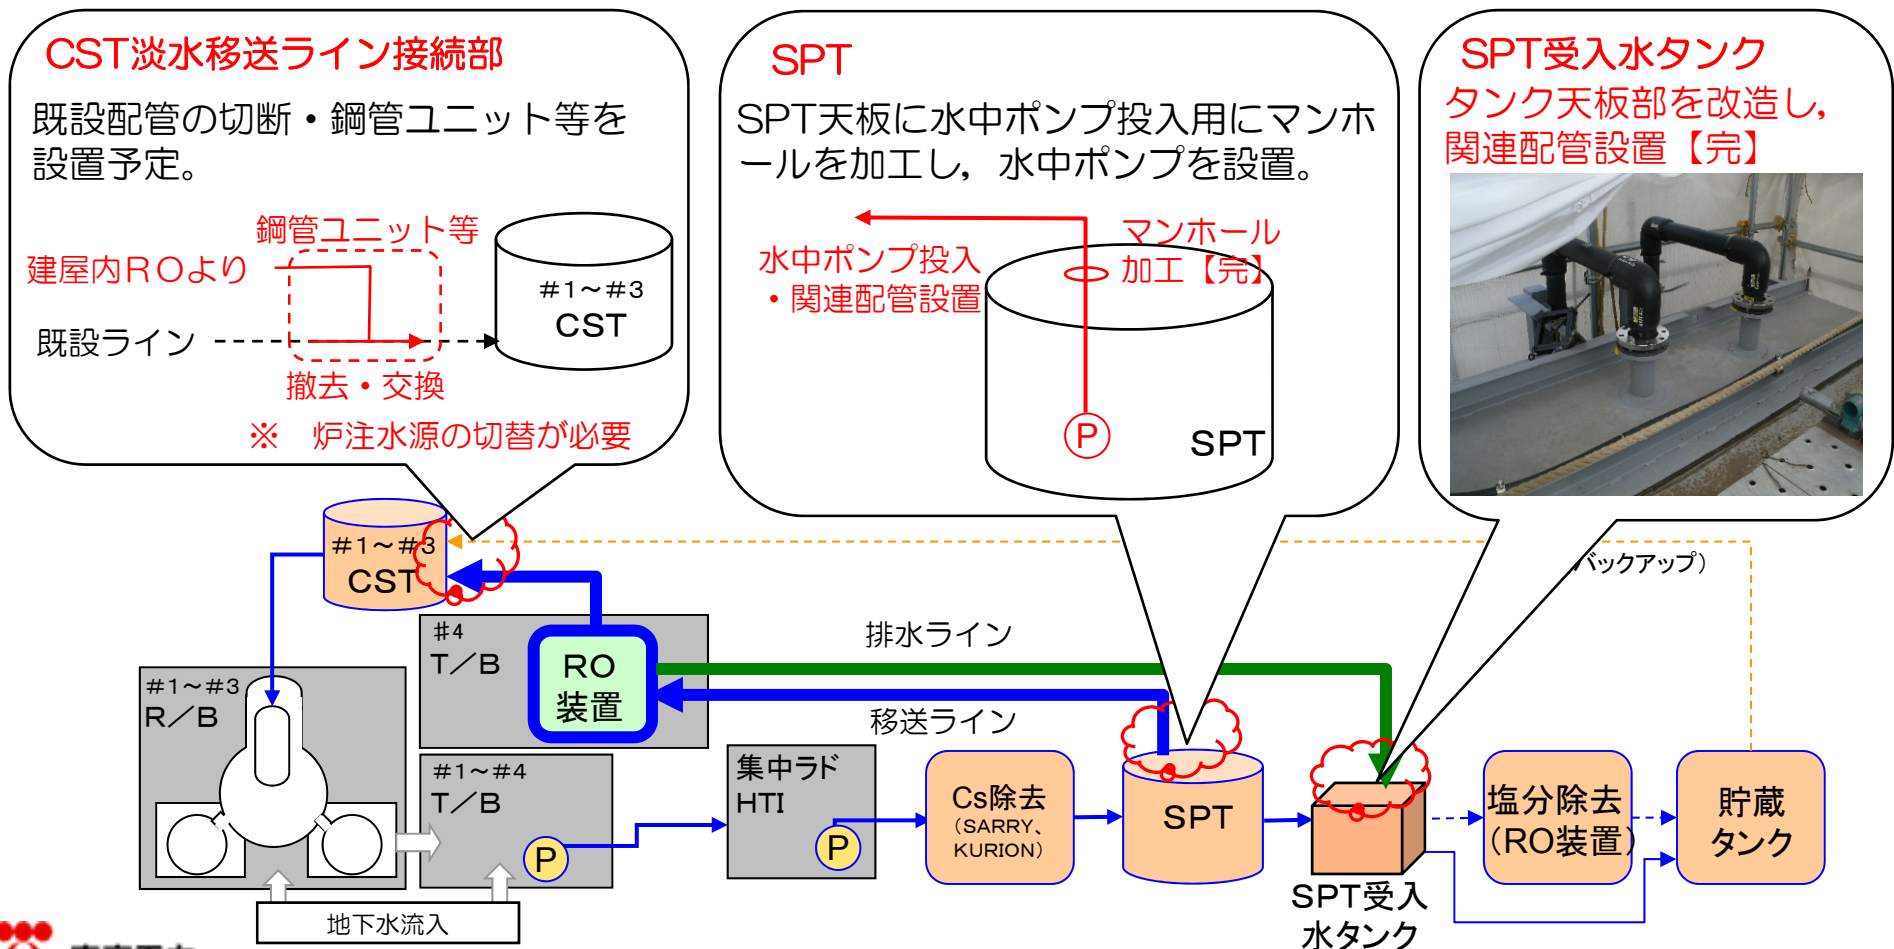 CST淡水移送ライン接続部
既設配管の切断・鋼管ユニット等を
設置予定。
鋼管ユニット等
建屋内ROより
既設ライン
#1～#3
CST
撤去・交換
※ 炉注水源の切替が必要
SPT
SPT天板に水中ポンプ投入用にマンホ
ールを加工し，水中ポンプを設置。
マンホール
加工【完】
水中ポンプ投入
・関連配管設置
P
SPT
SPT受入水タンク
タンク天板部を改造し，
関連配管設置【完】
#1～#3
CST
バックアップ）
#4
T／B
RO
装置
排水ライン
移送ライン
#1～#3
R／B
#1～#4
T／B
P
集中ラド
HTI
P
Cs除去
（SARRY、
KURION）
SPT
SPT受入
水タンク
塩分除去
（RO装置）
貯蔵
タンク
地下水流入